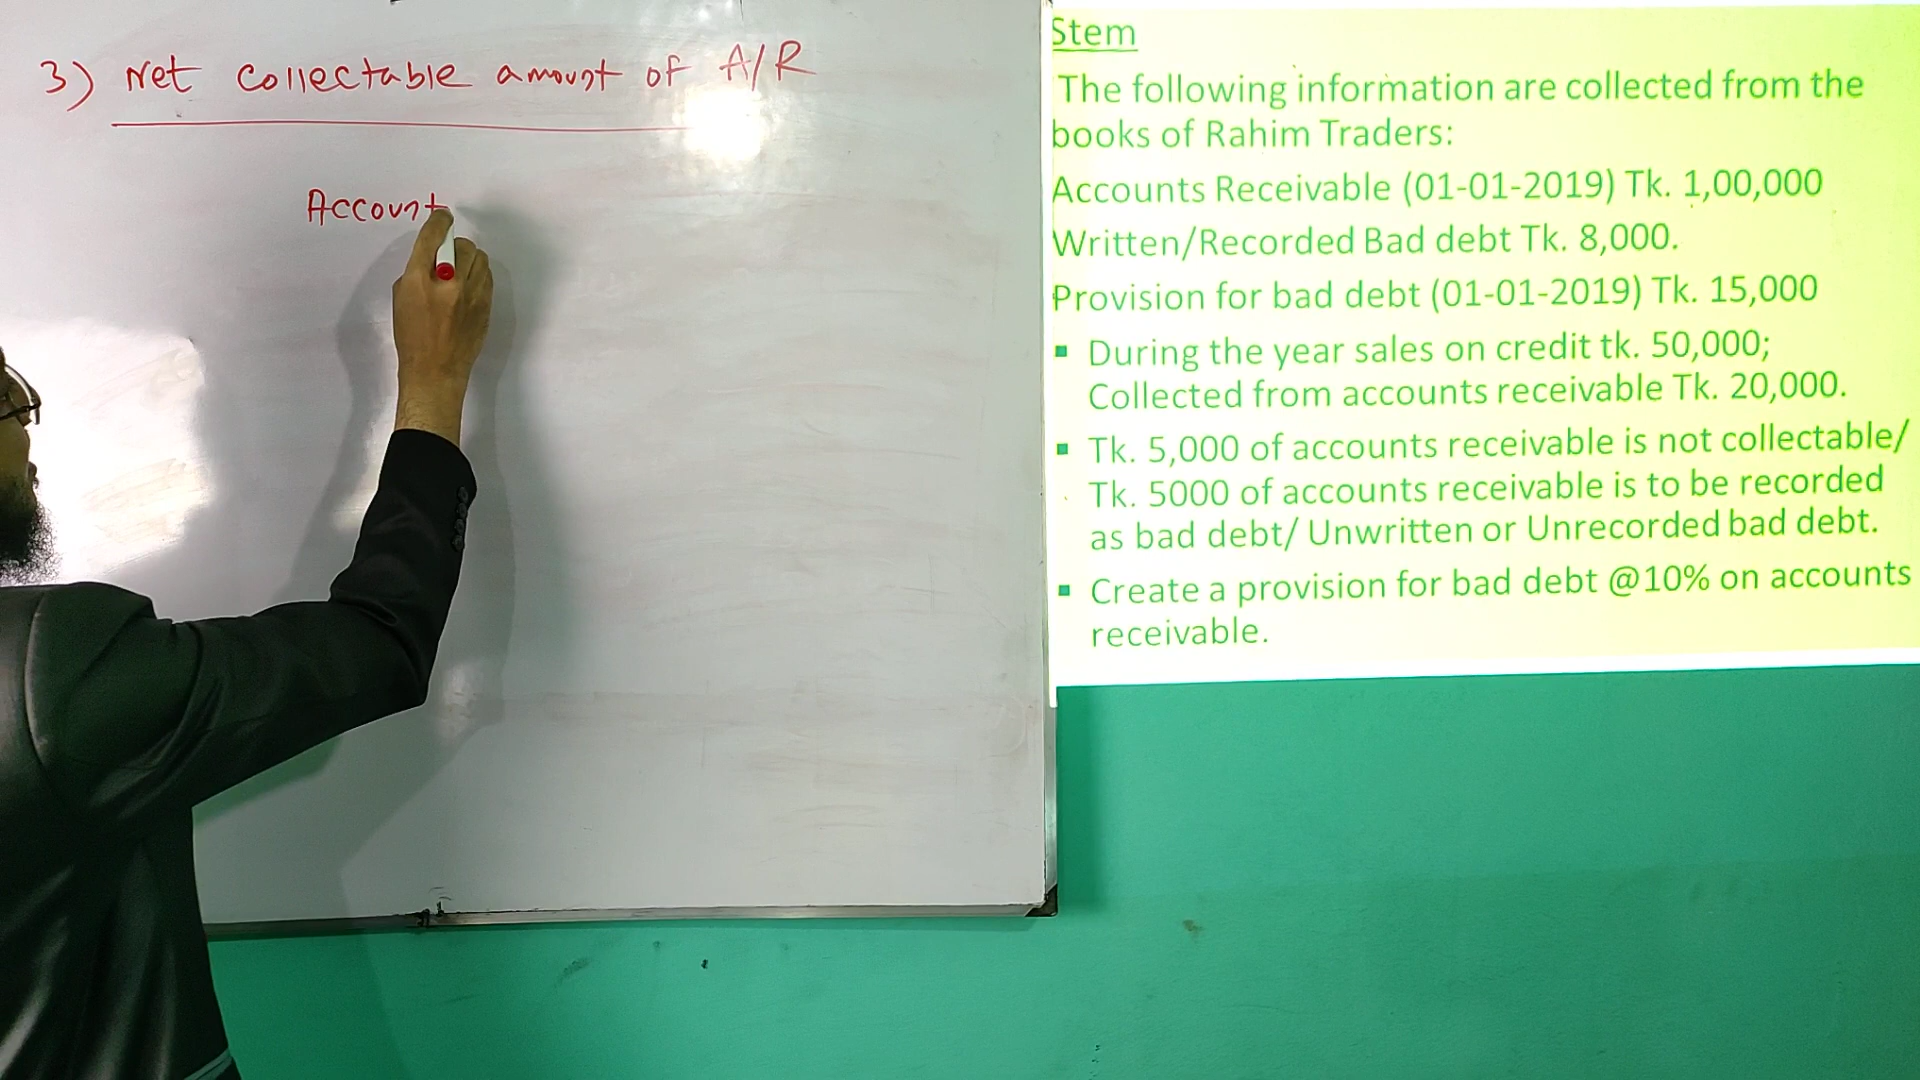 3) Net collectable amount of A/R
Account
Stem
The following information are collected from the
books of Rahim Traders:
Accounts Receivable (01-01-2019) Tk. 1,00,000
Written/Recorded Bad debt Tk. 8,000.
Provision for bad debt (01-01-2019) Tk. 15,000
▪ During the year sales on credit tk. 50,000;
Collected from accounts receivable Tk. 20,000.
▪ Tk. 5,000 of accounts receivable is not collectable/
Tk. 5000 of accounts receivable is to be recorded
as bad debt/ Unwritten or Unrecorded bad debt.
▪ Create a provision for bad debt @10% on accounts
receivable.